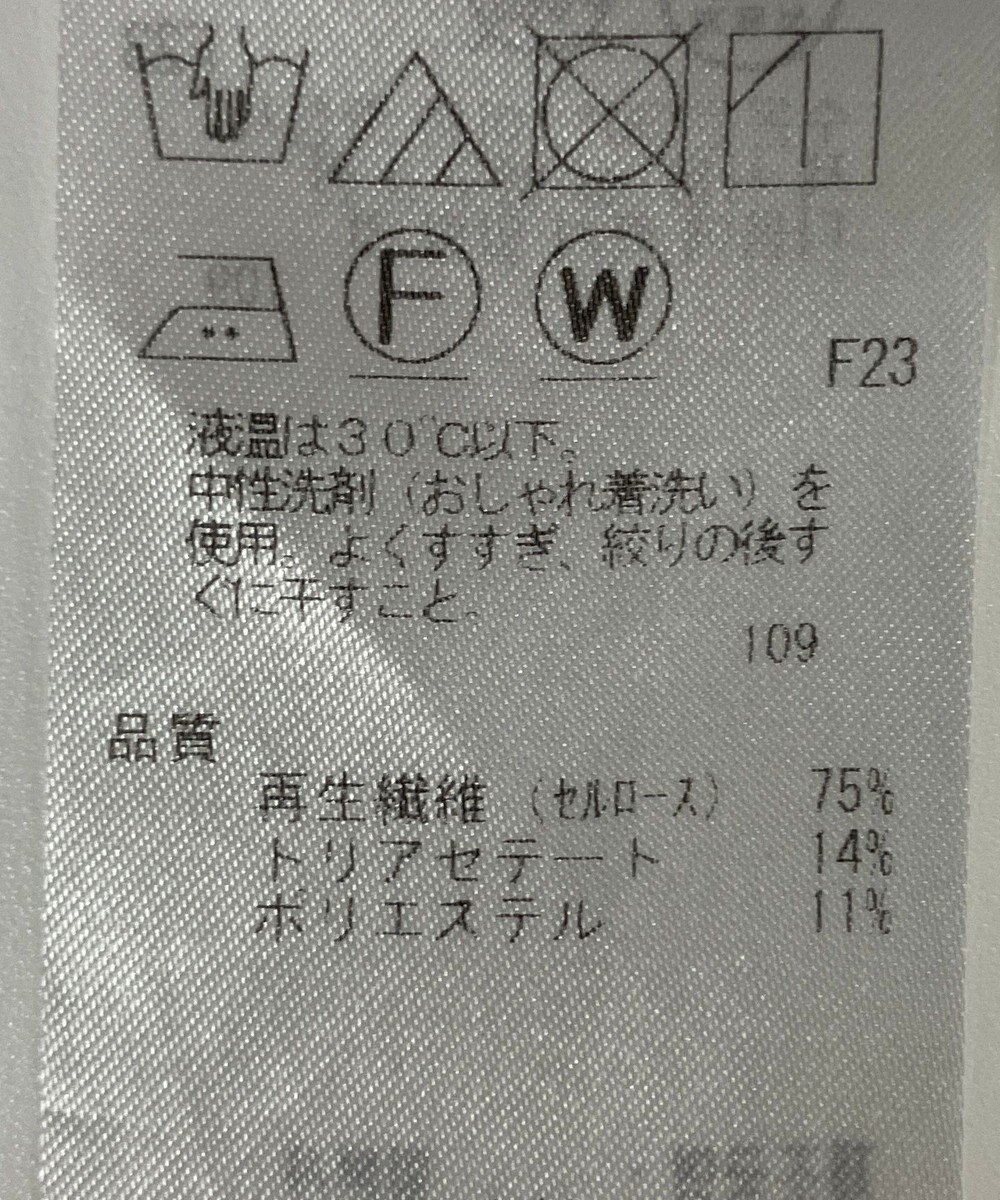 F
W
F23
液温は30℃以下。
中性洗剤（おしゃれ着洗い）を
使用。よくすすぎ、絞りの後す
ぐに干すこと。
109
品質
再生繊維（セルロース） 75%
トリアセテート 14%
ポリエステル 11%